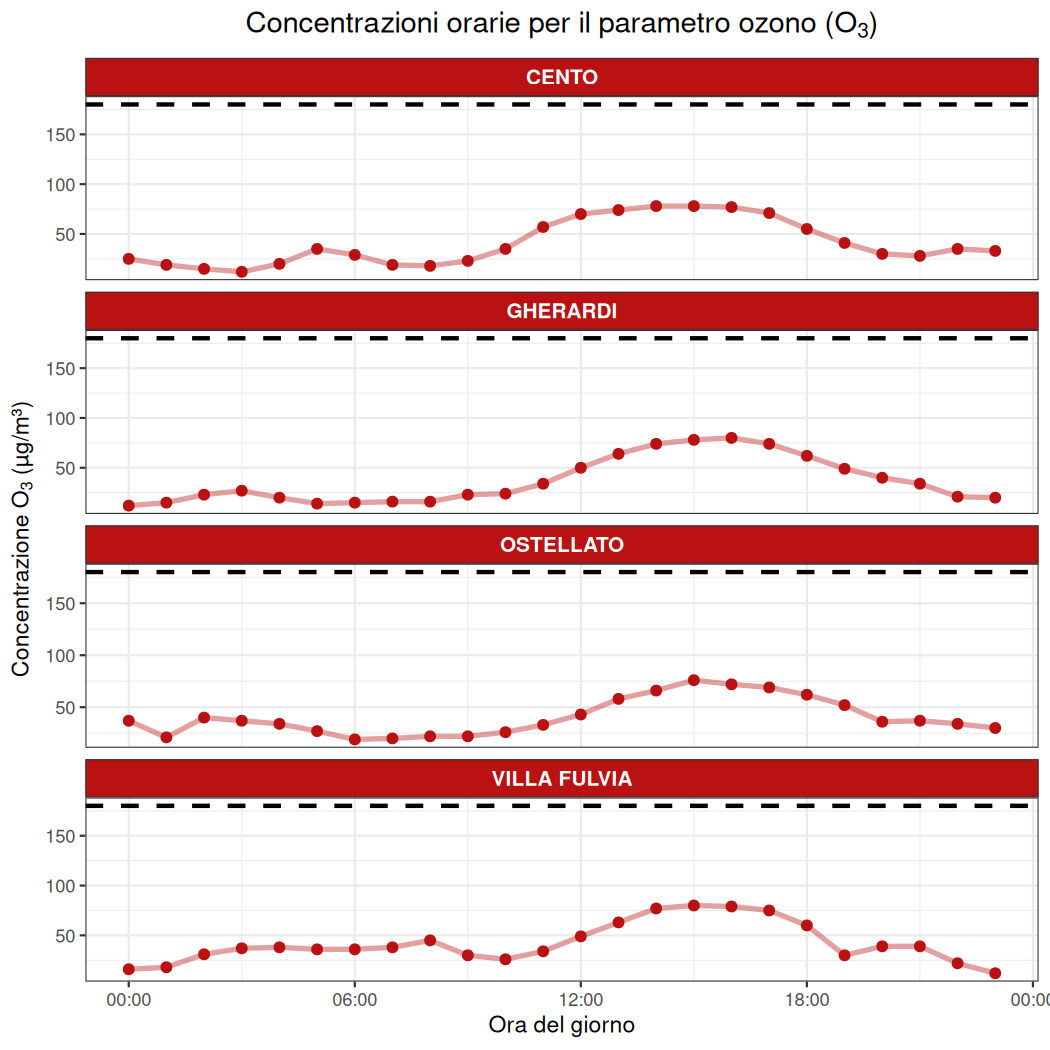 Concentrazioni orarie per il parametro ozono (O₃)
CENTO
150
100
50
GHERARDI
150
100
50
OSTELLATO
150
100
50
VILLA FULVIA
150
100
50
Concentrazione O₃ (µg/m³)
00:00 06:00 12:00 18:00 00:0
Ora del giorno